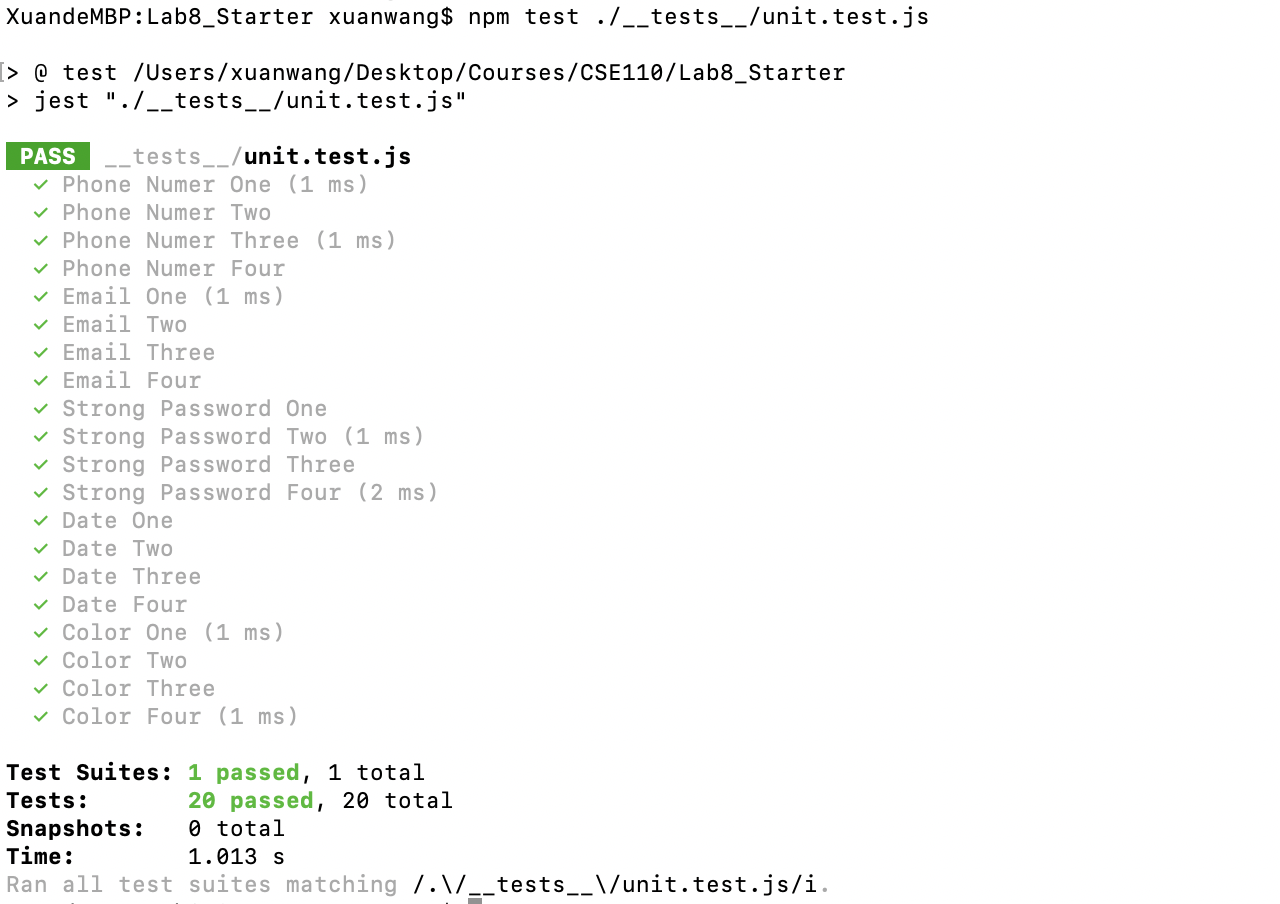 XuandeMBP:Lab8_Starter xuanwang$ npm test ./__tests__/unit.test.js
[> @ test /Users/xuanwang/Desktop/Courses/CSE110/Lab8_Starter
> jest "./__tests__/unit.test.js"
PASS __tests__/unit.test.js
✓ Phone Numer One (1 ms)
✓ Phone Numer Two
✓ Phone Numer Three (1 ms)
✓ Phone Numer Four
✓ Email One (1 ms)
✓ Email Two
✓ Email Three
✓ Email Four
✓ Strong Password One
✓ Strong Password Two (1 ms)
✓ Strong Password Three
✓ Strong Password Four (2 ms)
✓ Date One
✓ Date Two
✓ Date Three
✓ Date Four
✓ Color One (1 ms)
✓ Color Two
✓ Color Three
✓ Color Four (1 ms)
Test Suites: 1 passed, 1 total
Tests: 20 passed, 20 total
Snapshots: 0 total
Time: 1.013 s
Ran all test suites matching /.\/__tests__\/unit.test.js/i.